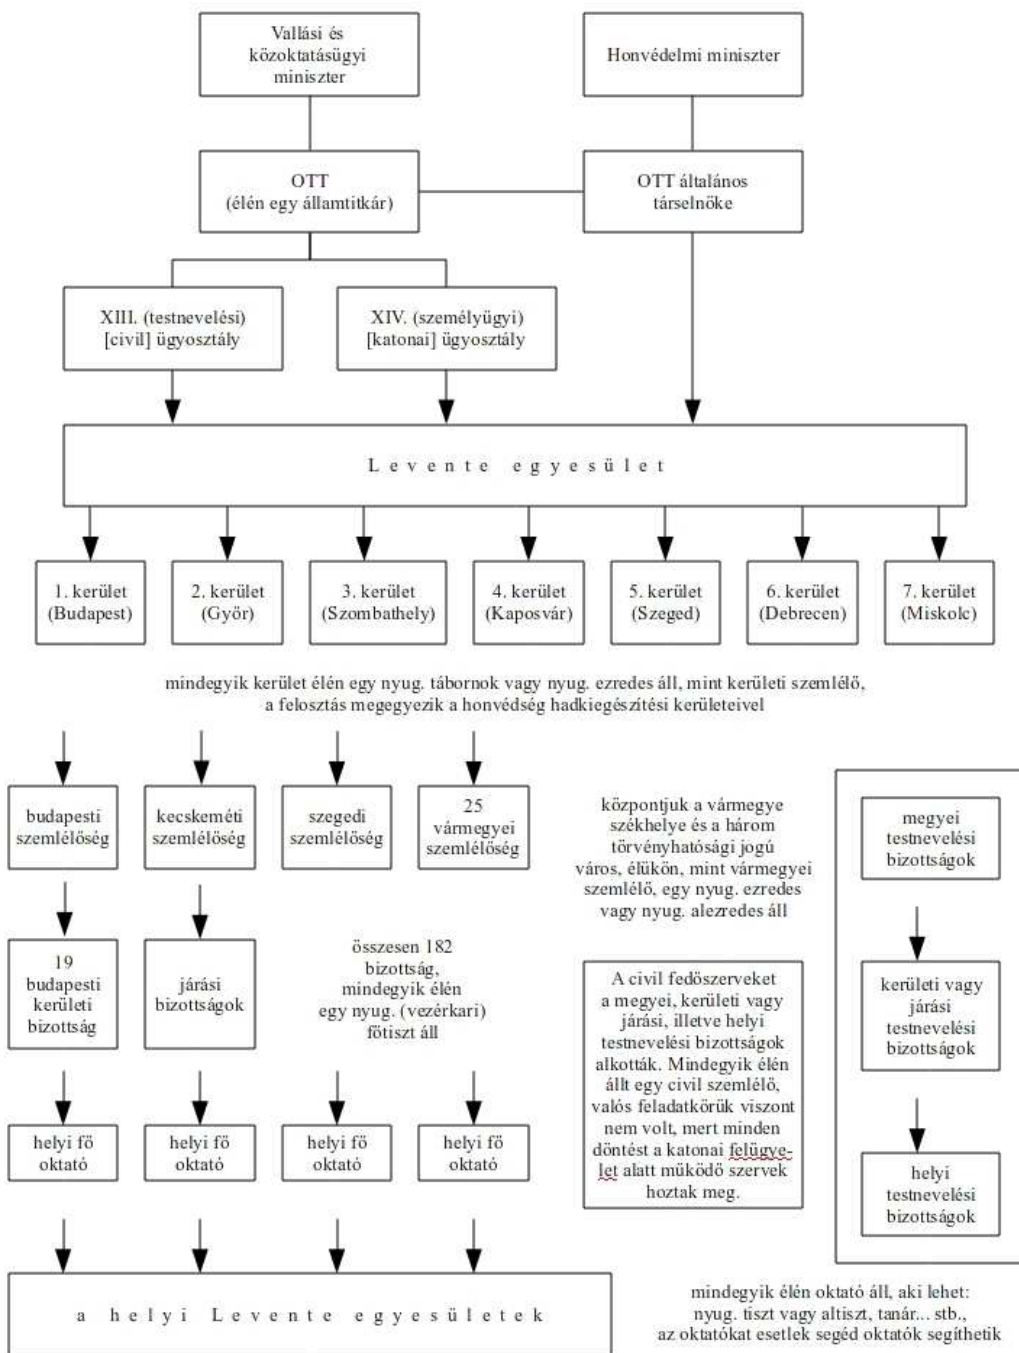 Vallási és
közoktatásügyi
miniszter
Honvédelmi miniszter
OTT
(élén egy államtitkár)
OTT általános
társelnöke
XIII. (testnevelési)
[civil] ügyosztály
XIV. (személyügyi)
[katonai] ügyosztály
Levente egyesület
1. kerület
(Budapest)
2. kerület
(Győr)
3. kerület
(Szombathely)
4. kerület
(Kaposvár)
5. kerület
(Szeged)
6. kerület
(Debrecen)
7. kerület
(Miskolc)
mindegyik kerület élén egy nyug. tábornok vagy nyug. ezredes áll, mint kerületi szemlélő,
a felosztás megegyezik a honvédség hadkiegészítési kerületeivel
budapesti
szemlélőség
kecskeméti
szemlélőség
szegedi
szemlélőség
25
vármegyei
szemlélőség
központjuk a vármegye
székhelye és a három
törvényhatósági jogú
város, élükön, mint vármegyei
szemlélő, egy nyug. ezredes
vagy nyug. alezredes áll
megyei
testnevelési
bizottságok
19
budapesti
kerületi
bizottság
járási
bizottságok
összesen 182
bizottság,
mindegyik élén
egy nyug. (vezérkari)
főtiszt áll
A civil fedőszerveket
a megyei, kerületi vagy
járási, illetve helyi
testnevelési bizottságok
alkották. Mindegyik élén
állt egy civil szemlélő,
valós feladatkörük viszont
nem volt, mert minden
döntést a katonai felügye-
let alatt működő szervek
hoztak meg.
kerületi vagy
járási
testnevelési
bizottságok
helyi fő
oktató
helyi fő
oktató
helyi fő
oktató
helyi fő
oktató
helyi
testnevelési
bizottságok
a helyi Levente egyesületek
mindegyik élén oktató áll, aki lehet:
nyug. tiszt vagy altiszt, tanár... stb.,
az oktatókat esetlek segéd oktatók segíthetik